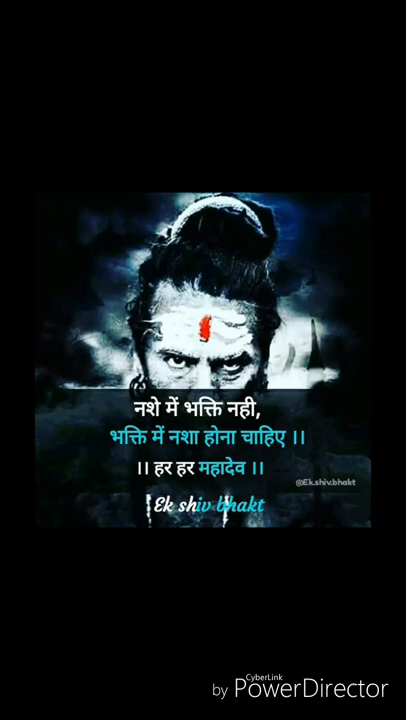 नशे में भक्ति नही,
भक्ति में नशा होना चाहिए ।।
।। हर हर महादेव ।।
@Ek.shiv.bhakt
Ek shiv bhakt
CyberLink
by PowerDirector